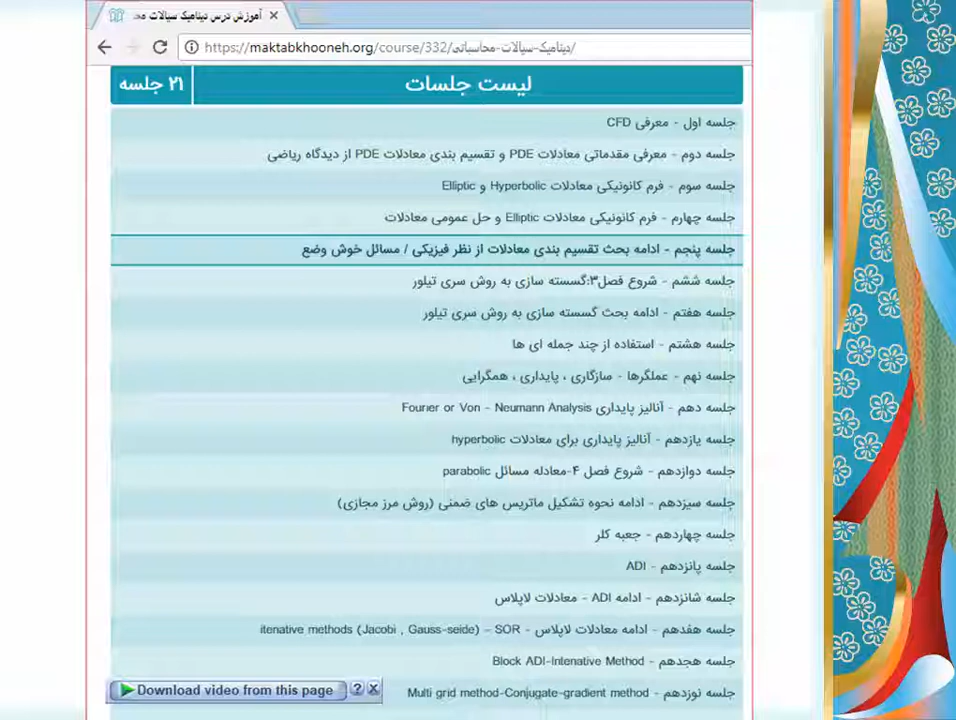 آموزش درس دینامیک سیالات مح
https://maktabkhooneh.org/course/332/دینامیک-سیالات-محاسباتی/
لیست جلسات
۲۱ جلسه
جلسه اول - معرفی CFD
جلسه دوم - معرفی مقدماتی معادلات PDE و تقسیم بندی معادلات PDE از دیدگاه ریاضی
جلسه سوم - فرم کانونیکی معادلات Hyperbolic و Elliptic
جلسه چهارم - فرم کانونیکی معادلات Elliptic و حل عمومی معادلات
جلسه پنجم - ادامه بحث تقسیم بندی معادلات از نظر فیزیکی / مسائل خوش وضع
جلسه ششم - شروع فصل۳:گسسته سازی به روش سری تیلور
جلسه هفتم - ادامه بحث گسسته سازی به روش سری تیلور
جلسه هشتم - استفاده از چند جمله ای ها
جلسه نهم - عملگرها - سازگاری ، پایداری ، همگرایی
جلسه دهم - آنالیز پایداری Fourier or Von - Neumann Analysis
جلسه یازدهم - آنالیز پایداری برای معادلات hyperbolic
جلسه دوازدهم - شروع فصل ۴-معادله مسائل parabolic
جلسه سیزدهم - ادامه نحوه تشکیل ماتریس های ضمنی (روش مرز مجازی)
جلسه چهاردهم - جعبه کلر
جلسه پانزدهم - ADI
جلسه شانزدهم - ادامه ADI - معادلات لاپلاس
جلسه هفدهم - ادامه معادلات لاپلاس - itenative methods (Jacobi , Gauss-seide) – SOR
جلسه هجدهم - Block ADI-Intenative Method
جلسه نوزدهم - Multi grid method-Conjugate-gradient method
Download video from this page ? X